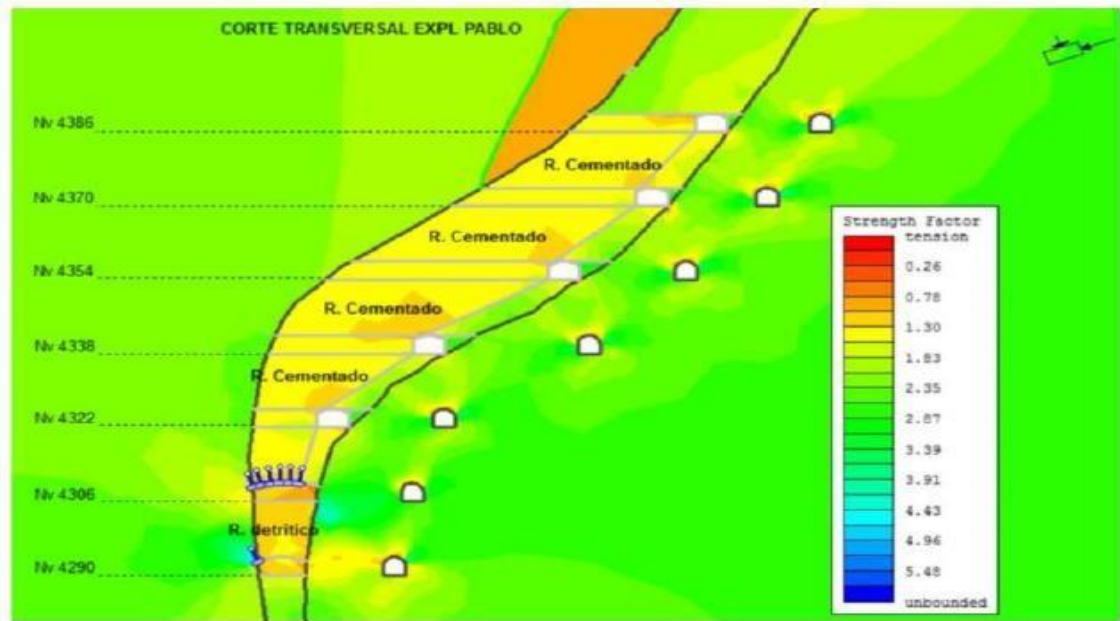 CORTE TRANSVERSAL EXPL PABLO
Nv 4386
R. Cementado
Nv 4370
R. Cementado
Nv 4354
R. Cementado
Nv 4338
R. Cementado
Nv 4322
Nv 4306
R. detritico
Nv 4290
Strength Factor
tension
0.26
0.78
1.30
1.83
2.35
2.87
3.39
3.91
4.43
4.96
5.48
unbounded